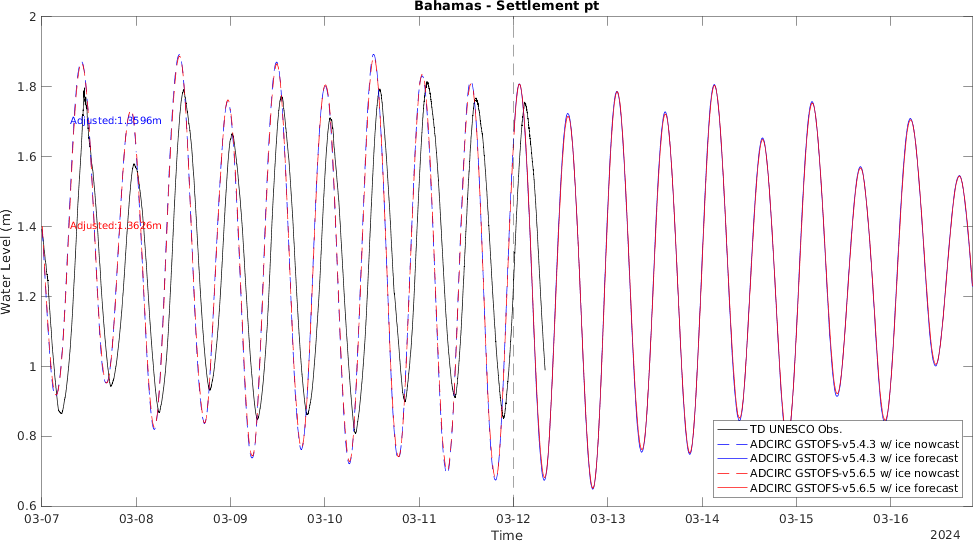 Bahamas - Settlement pt
2
1.8
1.6
1.4
1.2
1
0.8
0.6
Water Level (m)
Adjusted:1.3596m
Adjusted:1.3626m
TD UNESCO Obs.
ADCIRC GSTOFS-v5.4.3 w/ ice nowcast
ADCIRC GSTOFS-v5.4.3 w/ ice forecast
ADCIRC GSTOFS-v5.6.5 w/ ice nowcast
ADCIRC GSTOFS-v5.6.5 w/ ice forecast
03-07 03-08 03-09 03-10 03-11 03-12 03-13 03-14 03-15 03-16
Time
2024